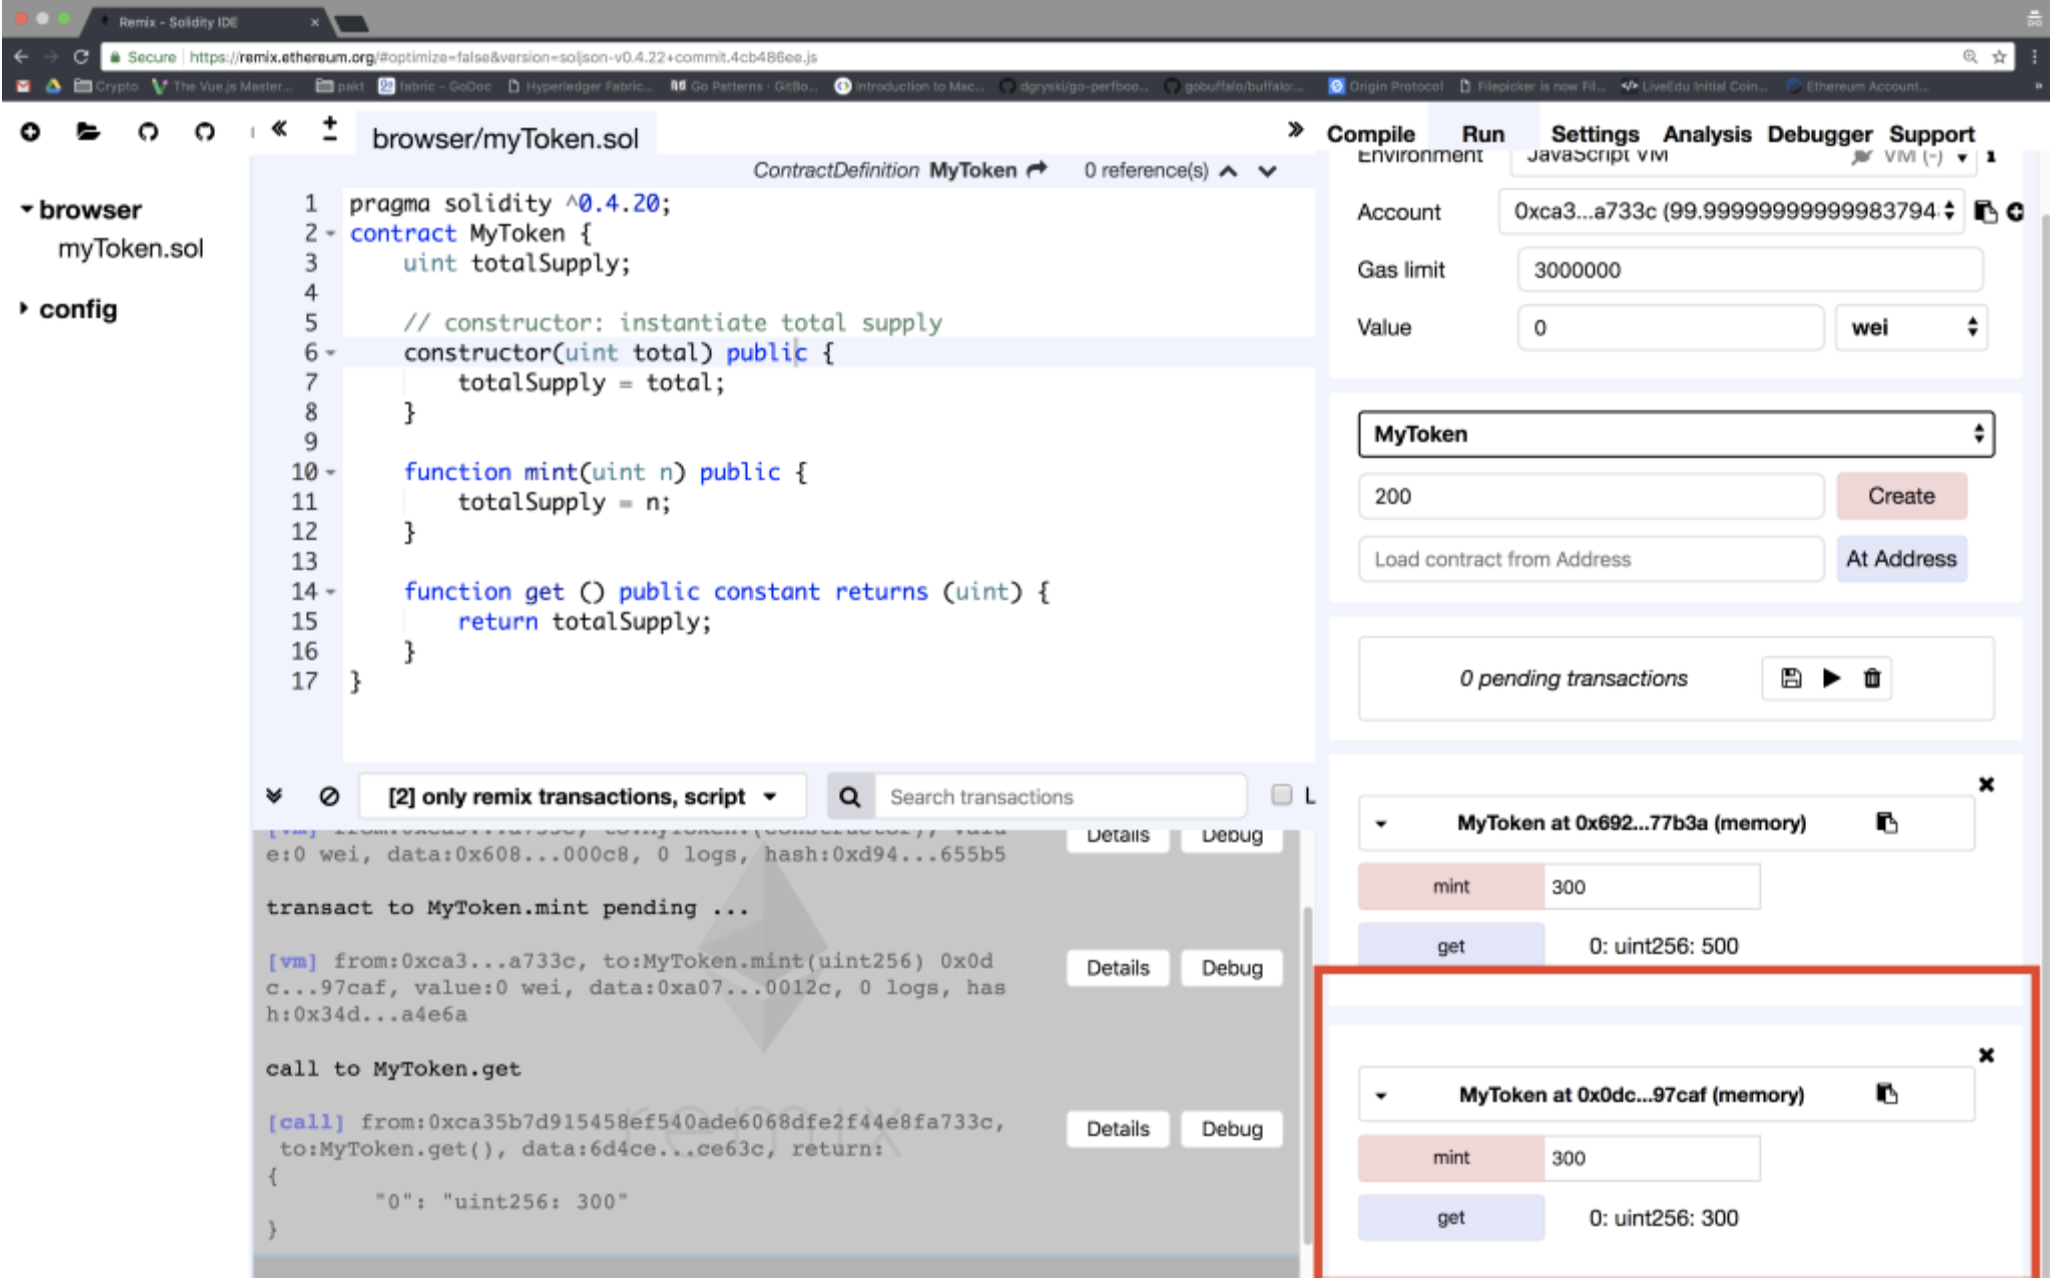 Remix - Solidity IDE
Secure https://remix.ethereum.org/#optimize=false&version=soljson-v0.4.22+commit.4cb486ee.js
Crypto The Vue.js Master... pakt fabric - GoDoc Hyperledger Fabric... Go Patterns · GitBo... Introduction to Mac... dgryski/go-perfboo... gobuffalo/buffalo:... Origin Protocol Filepicker is now Fil... LiveEdu Initial Coin... Ethereum Account...
browser/myToken.sol
Compile Run Settings Analysis Debugger Support
browser
myToken.sol
config
ContractDefinition MyToken 0 reference(s)
1 pragma solidity ^0.4.20;
2 contract MyToken {
3 uint totalSupply;
4
5 // constructor: instantiate total supply
6 constructor(uint total) public {
7 totalSupply = total;
8 }
9
10 function mint(uint n) public {
11 totalSupply = n;
12 }
13
14 function get () public constant returns (uint) {
15 return totalSupply;
16 }
17 }
[2] only remix transactions, script
Search transactions
L
[vm] from:0xca3...a733c, to:MyToken.(constructor), valu
e:0 wei, data:0x608...000c8, 0 logs, hash:0xd94...655b5
Details Debug
transact to MyToken.mint pending ...
[vm] from:0xca3...a733c, to:MyToken.mint(uint256) 0x0d
c...97caf, value:0 wei, data:0xa07...0012c, 0 logs, has
h:0x34d...a4e6a
Details Debug
call to MyToken.get
[call] from:0xca35b7d915458ef540ade6068dfe2f44e8fa733c,
to:MyToken.get(), data:6d4ce...ce63c, return:
{
"0": "uint256: 300"
}
Details Debug
remix
Environment JavaScript VM VM (-)
Account 0xca3...a733c (99.99999999999983794
Gas limit 3000000
Value 0 wei
MyToken
200 Create
Load contract from Address At Address
0 pending transactions
MyToken at 0x692...77b3a (memory)
mint 300
get 0: uint256: 500
MyToken at 0x0dc...97caf (memory)
mint 300
get 0: uint256: 300